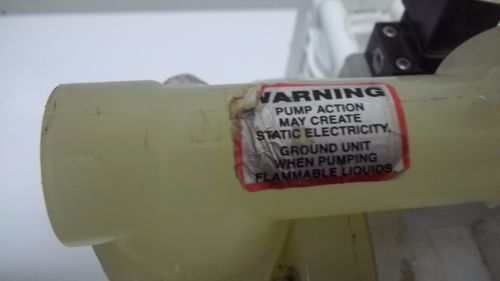 WARNING
PUMP ACTION
MAY CREATE
STATIC ELECTRICITY.
GROUND UNIT
WHEN PUMPING
FLAMMABLE LIQUIDS.